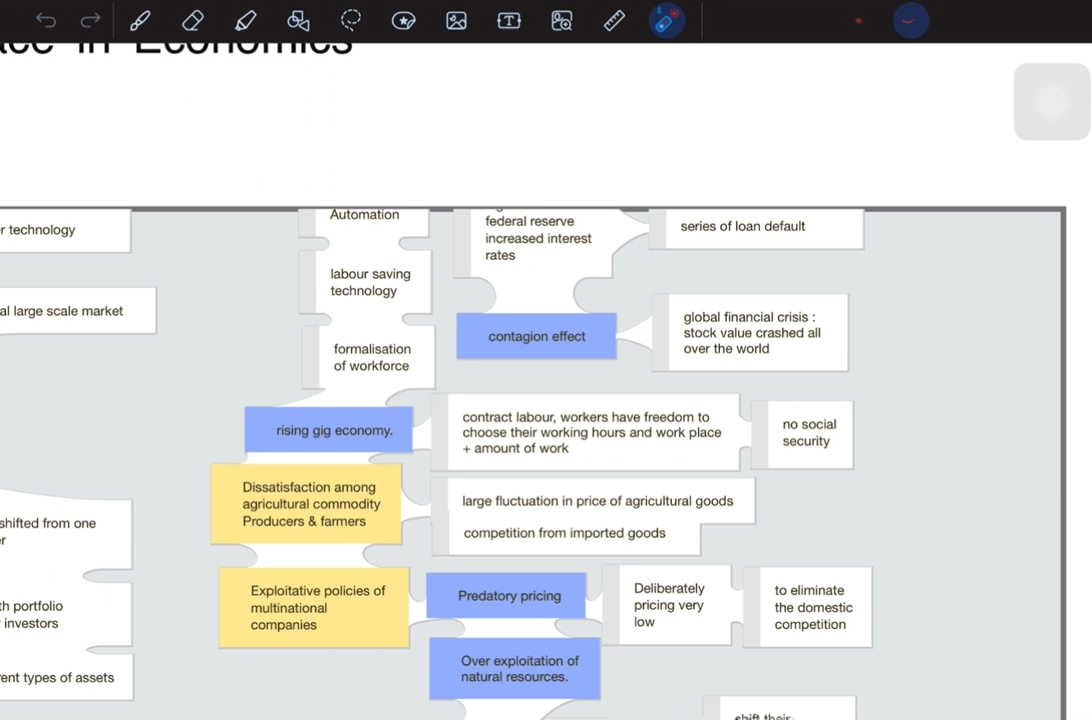 in Economics
r technology
al large scale market
shifted from one
r
th portfolio
investors
ent types of assets
Automation
labour saving
technology
formalisation
of workforce
federal reserve
increased interest
rates
series of loan default
contagion effect
global financial crisis :
stock value crashed all
over the world
rising gig economy.
contract labour, workers have freedom to
choose their working hours and work place
+ amount of work
no social
security
Dissatisfaction among
agricultural commodity
Producers & farmers
large fluctuation in price of agricultural goods
competition from imported goods
Exploitative policies of
multinational
companies
Predatory pricing
Deliberately
pricing very
low
to eliminate
the domestic
competition
Over exploitation of
natural resources.
shift their